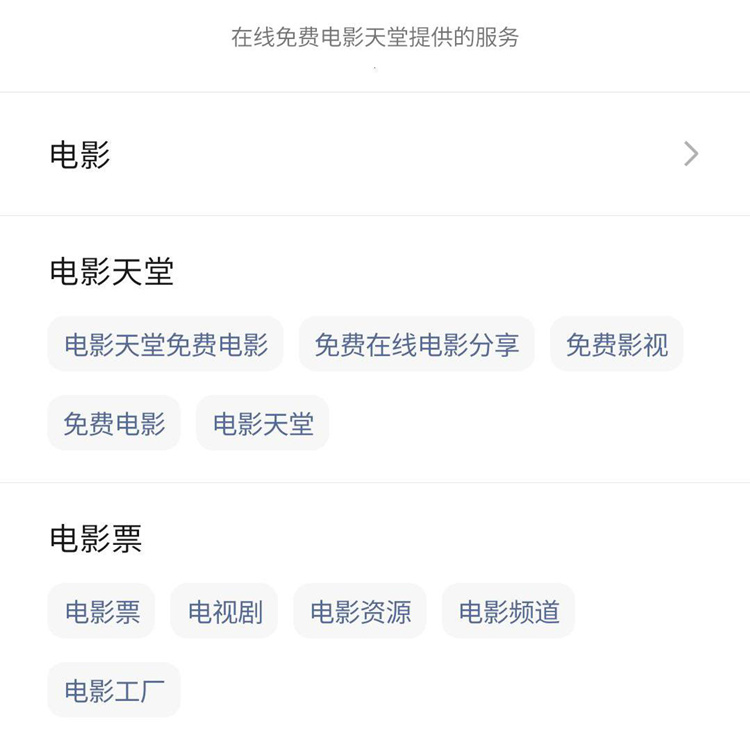 在线免费电影天堂提供的服务
电影
电影天堂
电影天堂免费电影 免费在线电影分享 免费影视
免费电影 电影天堂
电影票
电影票 电视剧 电影资源 电影频道
电影工厂